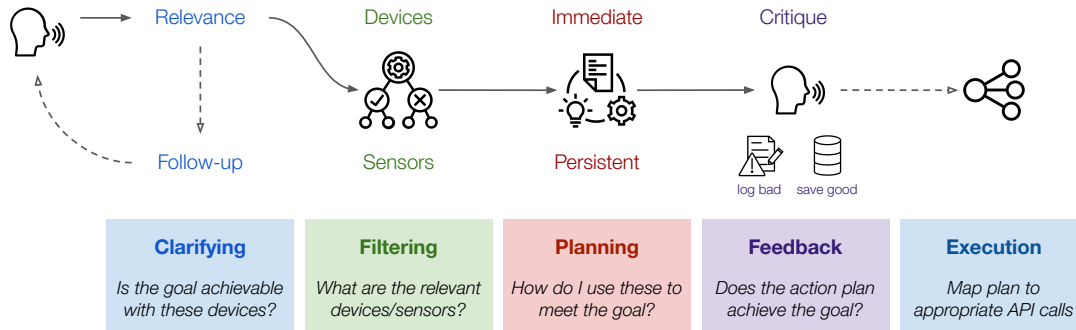 Relevance
Devices
Immediate
Critique
Follow-up
Sensors
Persistent
log bad
save good
Clarifying
Is the goal achievable
with these devices?
Filtering
What are the relevant
devices/sensors?
Planning
How do I use these to
meet the goal?
Feedback
Does the action plan
achieve the goal?
Execution
Map plan to
appropriate API calls